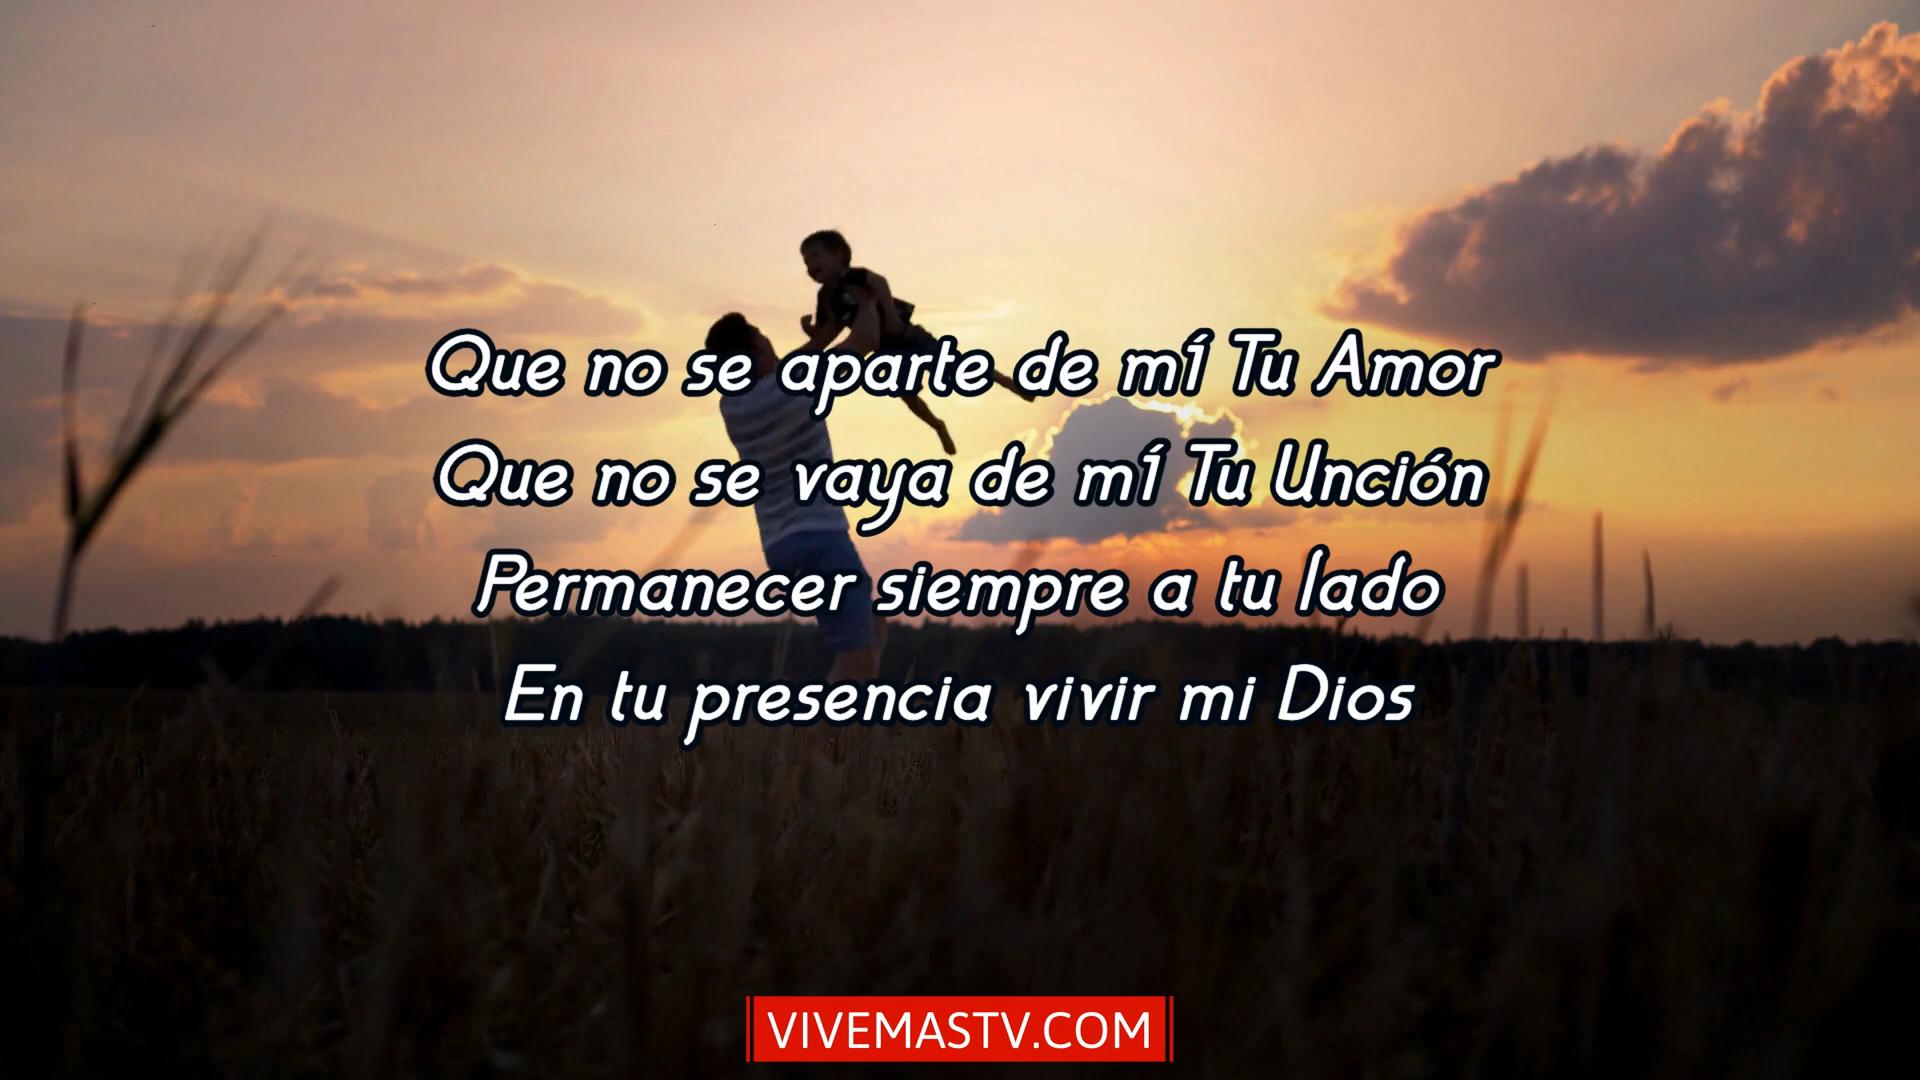 Que no se aparte de mí Tu Amor
Que no se vaya de mí Tu Unción
Permanecer siempre a tu lado
En tu presencia vivir mi Dios
VIVEMASTV.COM